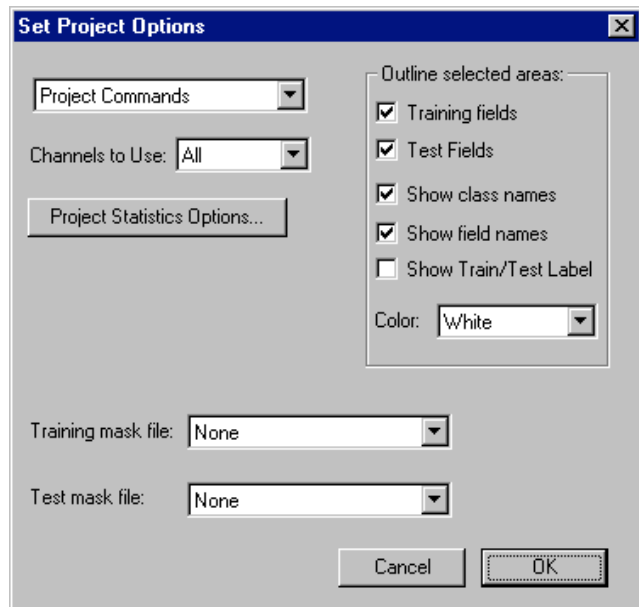 Set Project Options
Project Commands
Channels to Use: All
Project Statistics Options...
Outline selected areas:
Training fields
Test Fields
Show class names
Show field names
Show Train/Test Label
Color: White
Training mask file: None
Test mask file: None
Cancel
OK